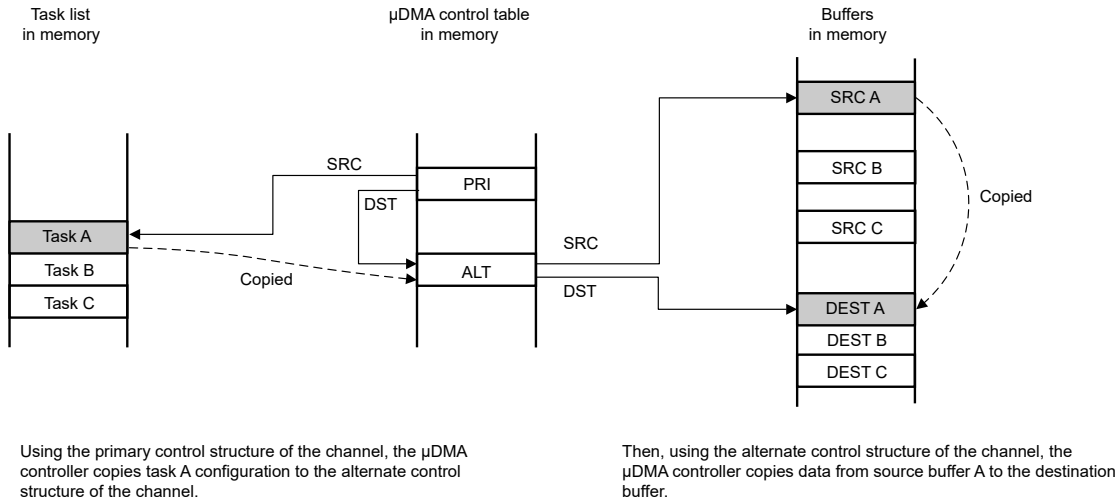 Task list
in memory
µDMA control table
in memory
Buffers
in memory
SRC A
SRC B
SRC C
Copied
SRC
PRI
DST
Task A
Task B
Task C
Copied
ALT
SRC
DST
DEST A
DEST B
DEST C
Using the primary control structure of the channel, the µDMA
controller copies task A configuration to the alternate control
structure of the channel.
Then, using the alternate control structure of the channel, the
µDMA controller copies data from source buffer A to the destination
buffer.